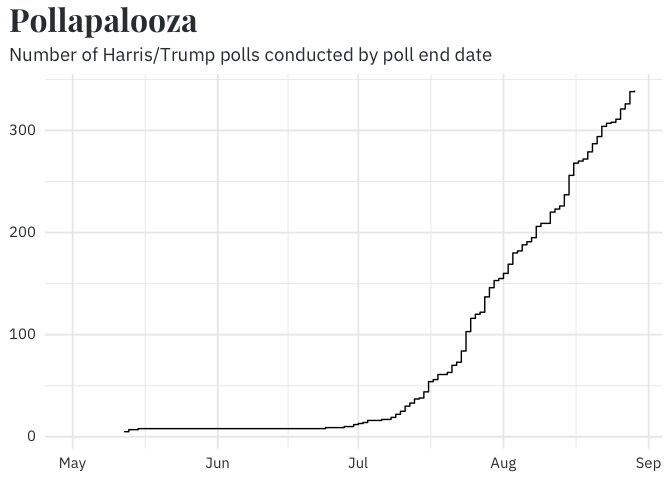 Pollapalooza
Number of Harris/Trump polls conducted by poll end date
300
200
100
0
May Jun Jul Aug Sep